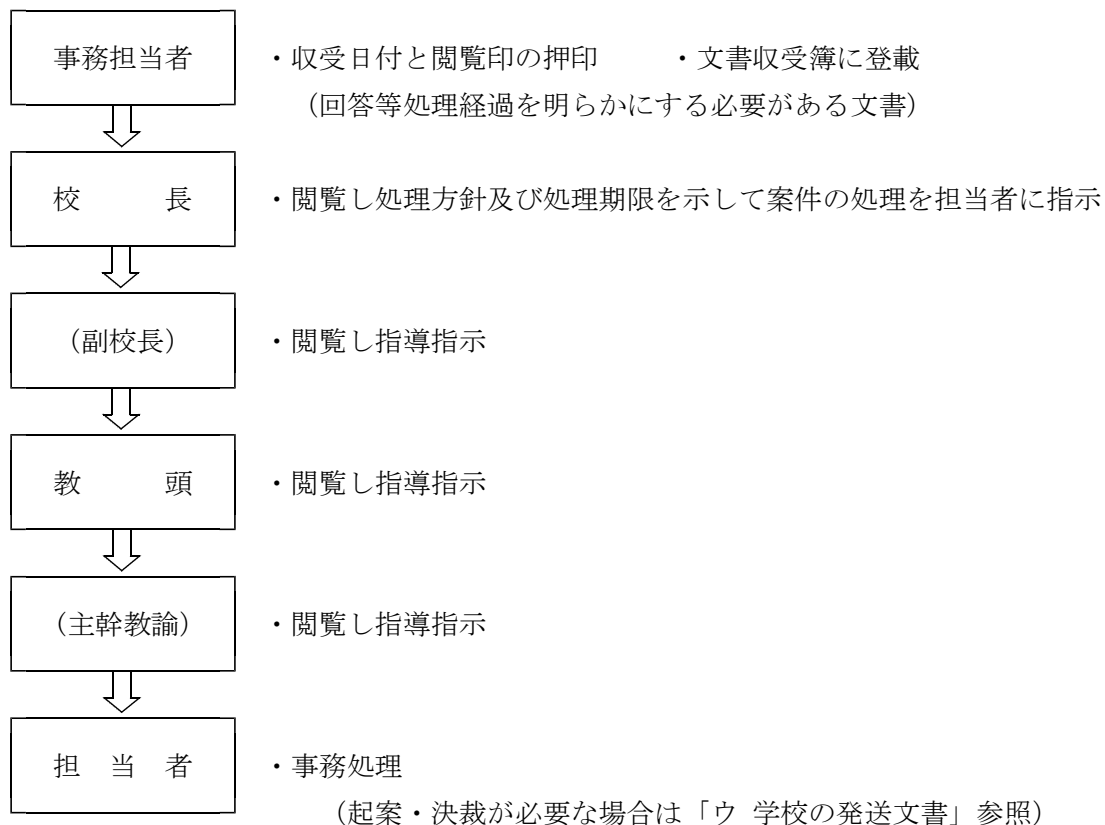 事務担当者 ・収受日付と閲覧印の押印 ・文書収受簿に登載
(回答等処理経過を明らかにする必要がある文書)
校 長 ・閲覧し処理方針及び処理期限を示して案件の処理を担当者に指示
(副校長) ・閲覧し指導指示
教 頭 ・閲覧し指導指示
(主幹教諭) ・閲覧し指導指示
担 当 者 ・事務処理
(起案・決裁が必要な場合は「ウ 学校の発送文書」参照)